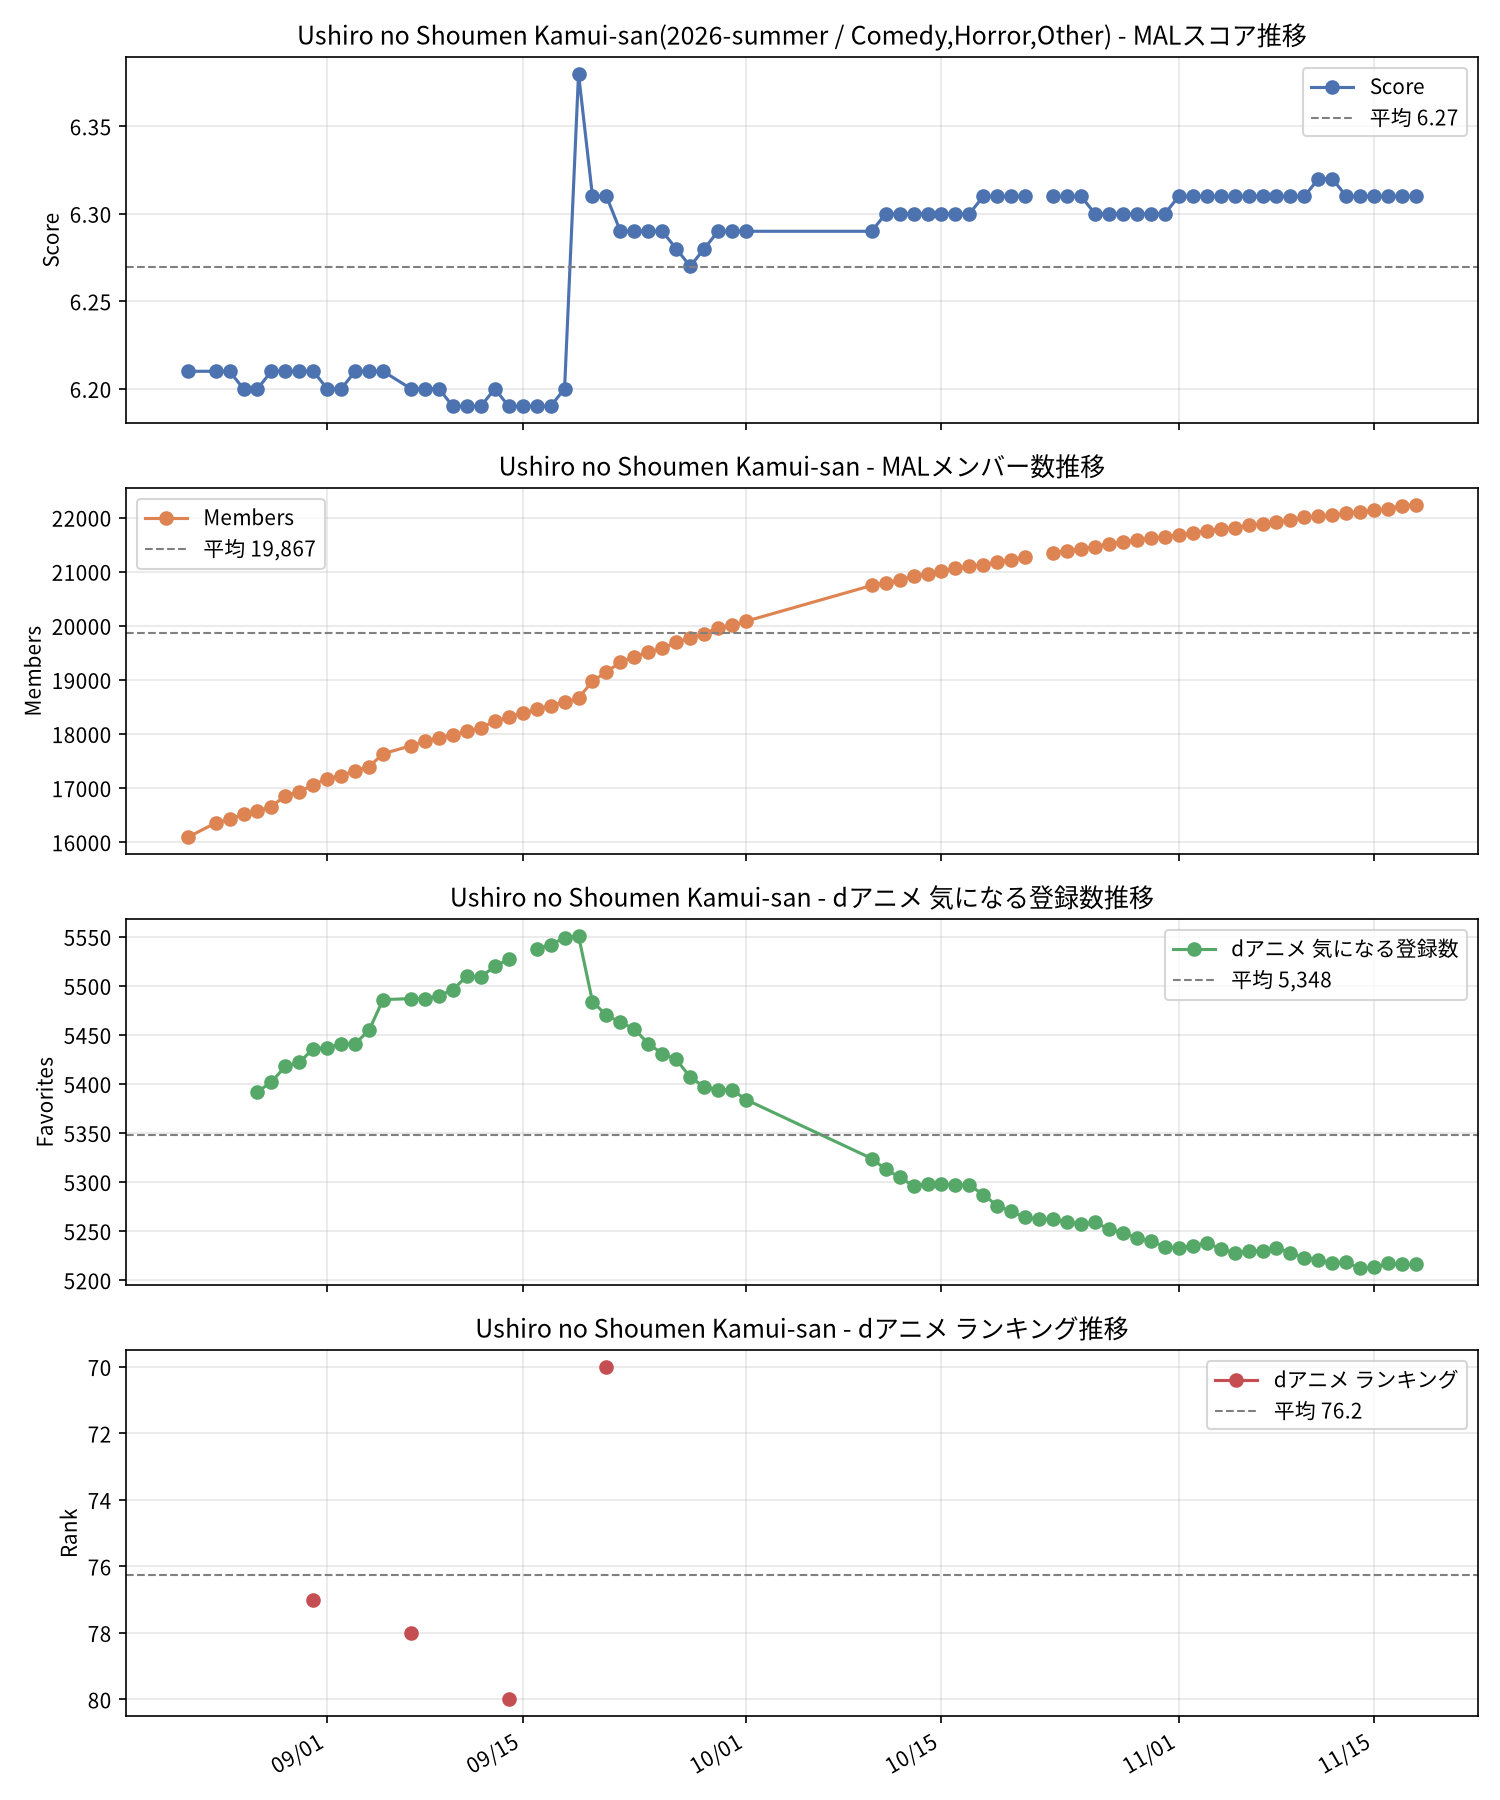 Ushiro no Shoumen Kamui-san(2026-summer / Comedy,Horror,Other) - MALスコア推移
Score
6.35
6.30
6.25
6.20
Score
平均 6.27
Ushiro no Shoumen Kamui-san - MALメンバー数推移
Members
22000
21000
20000
19000
18000
17000
16000
Members
平均 19,867
Ushiro no Shoumen Kamui-san - dアニメ 気になる登録数推移
Favorites
5550
5500
5450
5400
5350
5300
5250
5200
dアニメ 気になる登録数
平均 5,348
Ushiro no Shoumen Kamui-san - dアニメ ランキング推移
Rank
70
72
74
76
78
80
dアニメ ランキング
平均 76.2
09/01
09/15
10/01
10/15
11/01
11/15